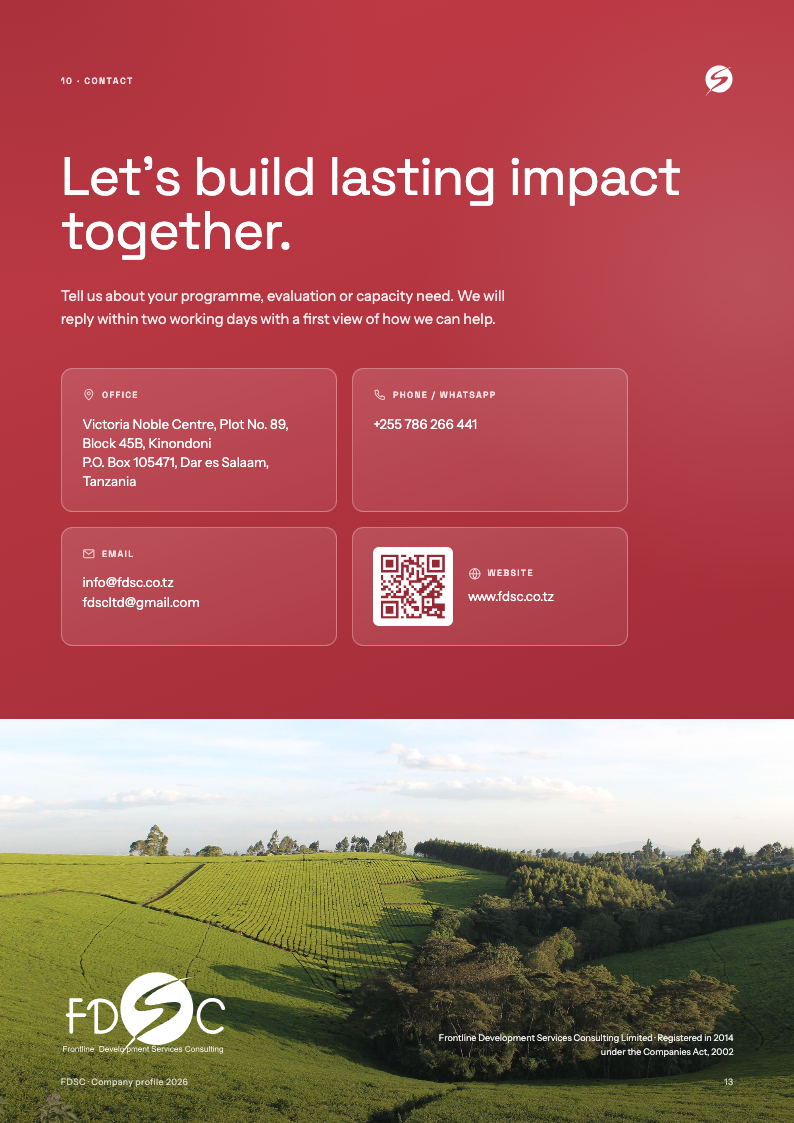 10 · CONTACT
Let’s build lasting impact
together.
Tell us about your programme, evaluation or capacity need. We will
reply within two working days with a first view of how we can help.
OFFICE
Victoria Noble Centre, Plot No. 89,
Block 45B, Kinondoni
P.O. Box 105471, Dar es Salaam,
Tanzania
PHONE / WHATSAPP
+255 786 266 441
EMAIL
info@fdsc.co.tz
fdscltd@gmail.com
WEBSITE
www.fdsc.co.tz
FDSC
Frontline Development Services Consulting
Frontline Development Services Consulting Limited · Registered in 2014
under the Companies Act, 2002
FDSC · Company profile 2026
13